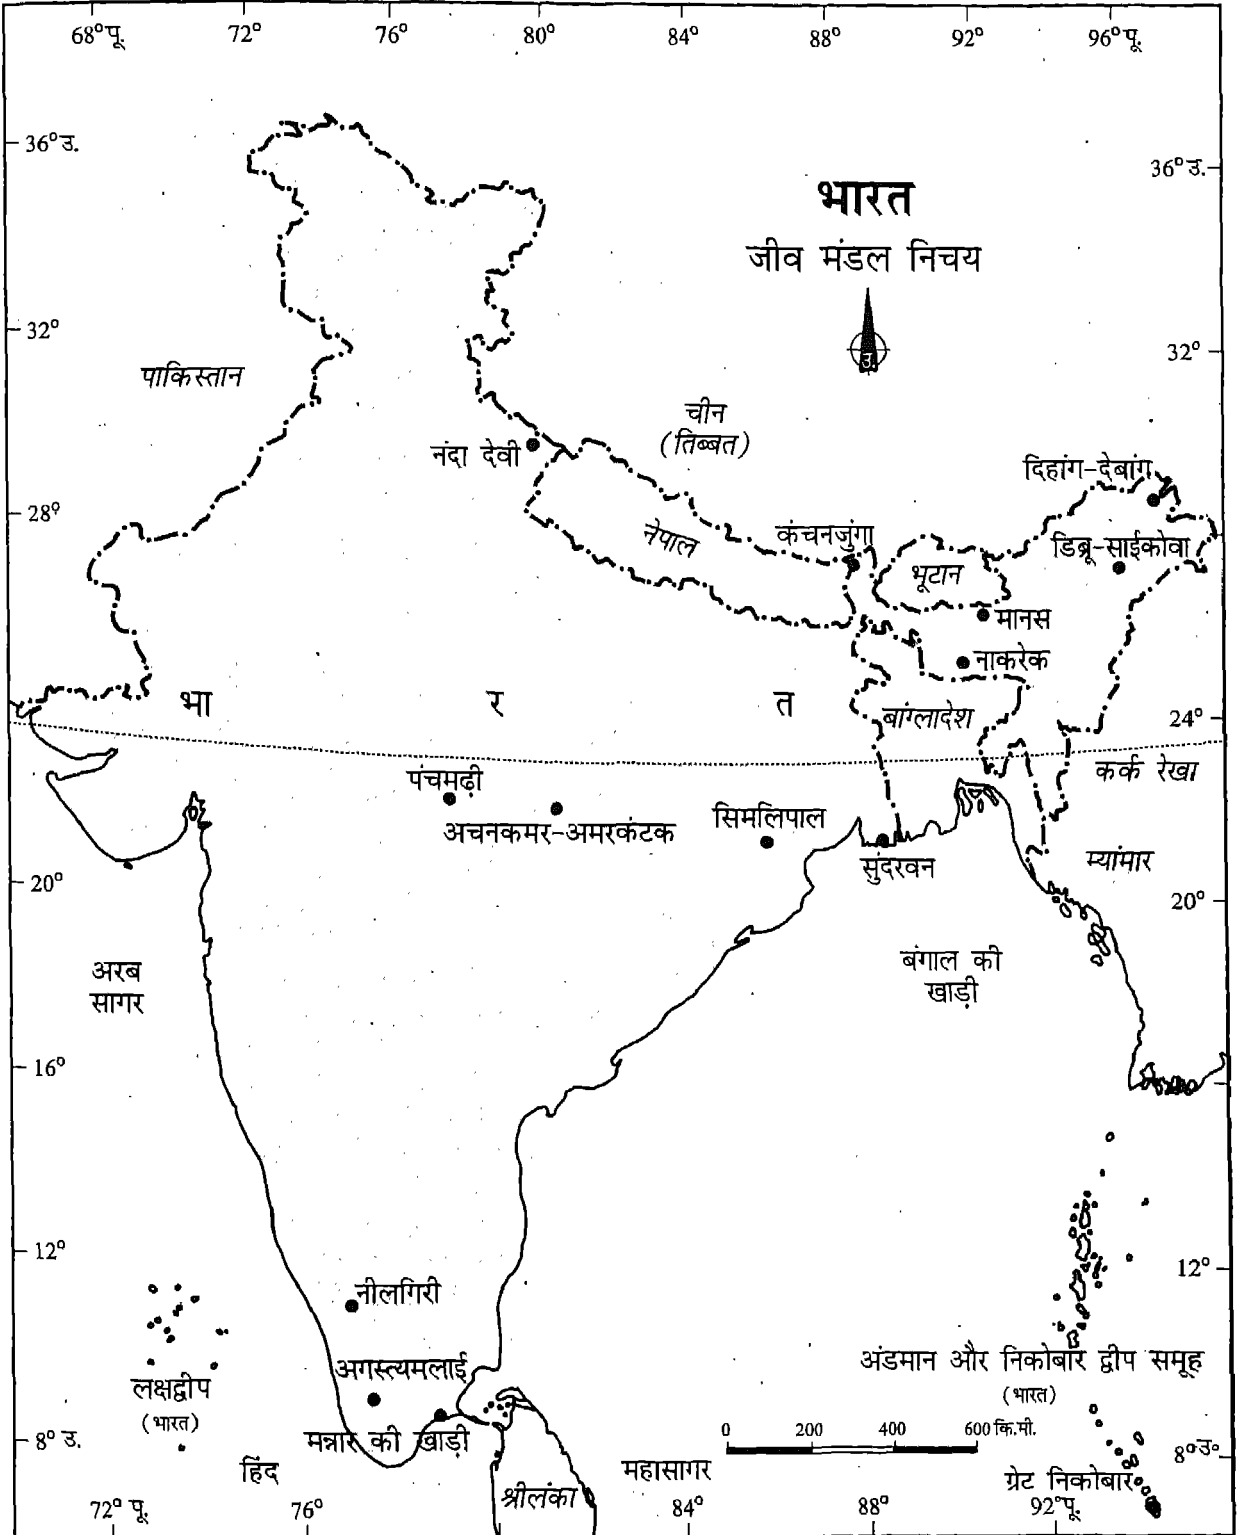 68° पू.
72°
76°
80°
84°
88°
92°
96° पू.
36° उ.
36° उ.
भारत
जीव मंडल निचय
उ
32°
32°
पाकिस्तान
चीन
(तिब्बत)
नंदा देवी
दिहांग-देबांग
28°
नेपाल
कंचनजुंगा
डिब्रू-साईकोवा
भूटान
मानस
नाकरेक
भा र त
बांग्लादेश
24°
कर्क रेखा
पंचमढ़ी
अचनकमर-अमरकंटक
सिमलिपाल
सुंदरवन
म्यांमार
20°
20°
अरब
सागर
बंगाल की
खाड़ी
16°
12°
12°
नीलगिरी
अगस्त्यमलाई
मन्नार की खाड़ी
लक्षद्वीप
(भारत)
अंडमान और निकोबार द्वीप समूह
(भारत)
0 200 400 600 कि.मी.
8° उ.
8° उ०
हिंद
महासागर
श्रीलंका
ग्रेट निकोबार
72° पू.
76°
84°
88°
92° पू.